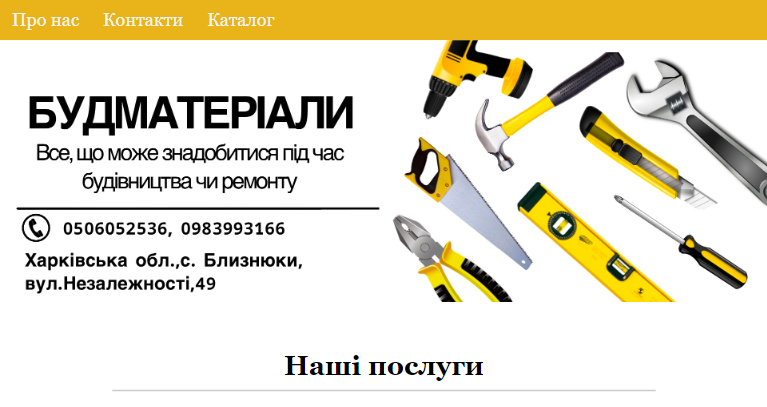 Про нас Контакти Каталог
БУДМАТЕРІАЛИ
Все, що може знадобитися під час
будівництва чи ремонту
0506052536, 0983993166
Харківська обл.,с. Близнюки,
вул.Незалежності,49
Наші послуги